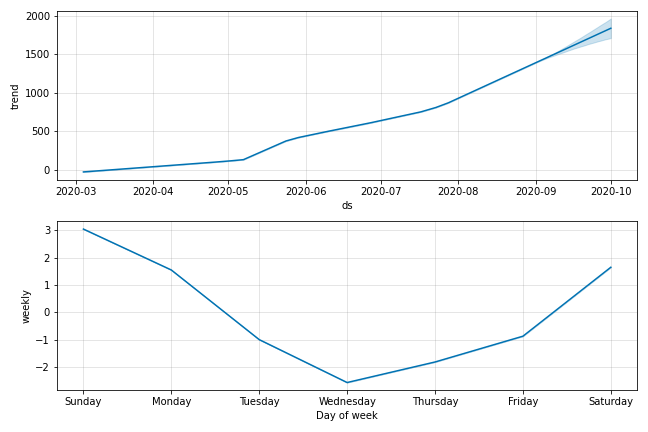 2000
1500
1000
500
0
trend
2020-03 2020-04 2020-05 2020-06 2020-07 2020-08 2020-09 2020-10
ds
3
2
1
0
−1
−2
weekly
Sunday Monday Tuesday Wednesday Thursday Friday Saturday
Day of week